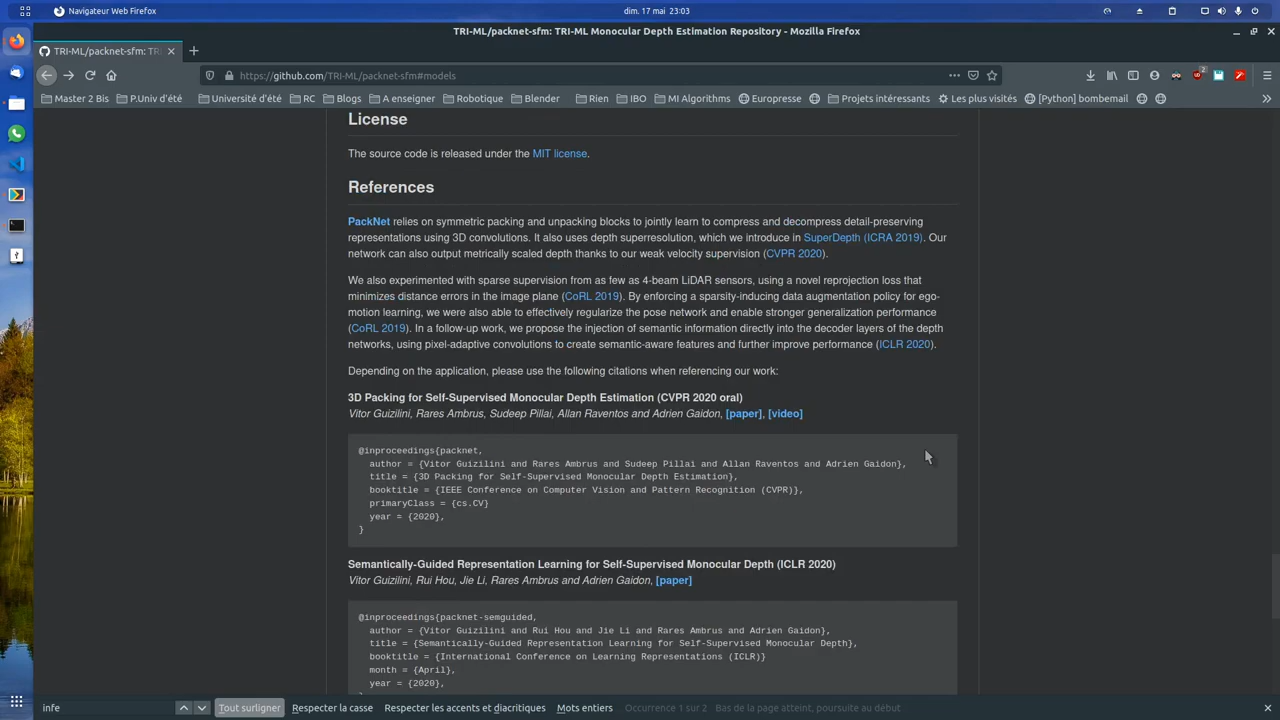 Navigateur Web Firefox
dim. 17 mai 23:03
TRI-ML/packnet-sfm: TRI-ML Monocular Depth Estimation Repository - Mozilla Firefox
TRI-ML/packnet-sfm: TR
https://github.com/TRI-ML/packnet-sfm#models
2
Master 2 Bis P.Univ d'été Université d'été RC Blogs A enseigner Robotique Blender Rien IBO MI Algorithms Europresse Projets intéressants Les plus visités [Python] bombemail
License
The source code is released under the MIT license.
References
PackNet relies on symmetric packing and unpacking blocks to jointly learn to compress and decompress detail-preserving
representations using 3D convolutions. It also uses depth superresolution, which we introduce in SuperDepth (ICRA 2019). Our
network can also output metrically scaled depth thanks to our weak velocity supervision (CVPR 2020).
We also experimented with sparse supervision from as few as 4-beam LiDAR sensors, using a novel reprojection loss that
minimizes distance errors in the image plane (CoRL 2019). By enforcing a sparsity-inducing data augmentation policy for ego-
motion learning, we were also able to effectively regularize the pose network and enable stronger generalization performance
(CoRL 2019). In a follow-up work, we propose the injection of semantic information directly into the decoder layers of the depth
networks, using pixel-adaptive convolutions to create semantic-aware features and further improve performance (ICLR 2020).
Depending on the application, please use the following citations when referencing our work:
3D Packing for Self-Supervised Monocular Depth Estimation (CVPR 2020 oral)
Vitor Guizilini, Rares Ambrus, Sudeep Pillai, Allan Raventos and Adrien Gaidon, [paper], [video]
@inproceedings{packnet,
author = {Vitor Guizilini and Rares Ambrus and Sudeep Pillai and Allan Raventos and Adrien Gaidon},
title = {3D Packing for Self-Supervised Monocular Depth Estimation},
booktitle = {IEEE Conference on Computer Vision and Pattern Recognition (CVPR)},
primaryClass = {cs.CV}
year = {2020},
}
Semantically-Guided Representation Learning for Self-Supervised Monocular Depth (ICLR 2020)
Vitor Guizilini, Rui Hou, Jie Li, Rares Ambrus and Adrien Gaidon, [paper]
@inproceedings{packnet-semguided,
author = {Vitor Guizilini and Rui Hou and Jie Li and Rares Ambrus and Adrien Gaidon},
title = {Semantically-Guided Representation Learning for Self-Supervised Monocular Depth},
booktitle = {International Conference on Learning Representations (ICLR)}
month = {April},
year = {2020},
infe Tout surligner Respecter la casse Respecter les accents et diacritiques Mots entiers Occurrence 1 sur 2 Bas de la page atteint, poursuite au début